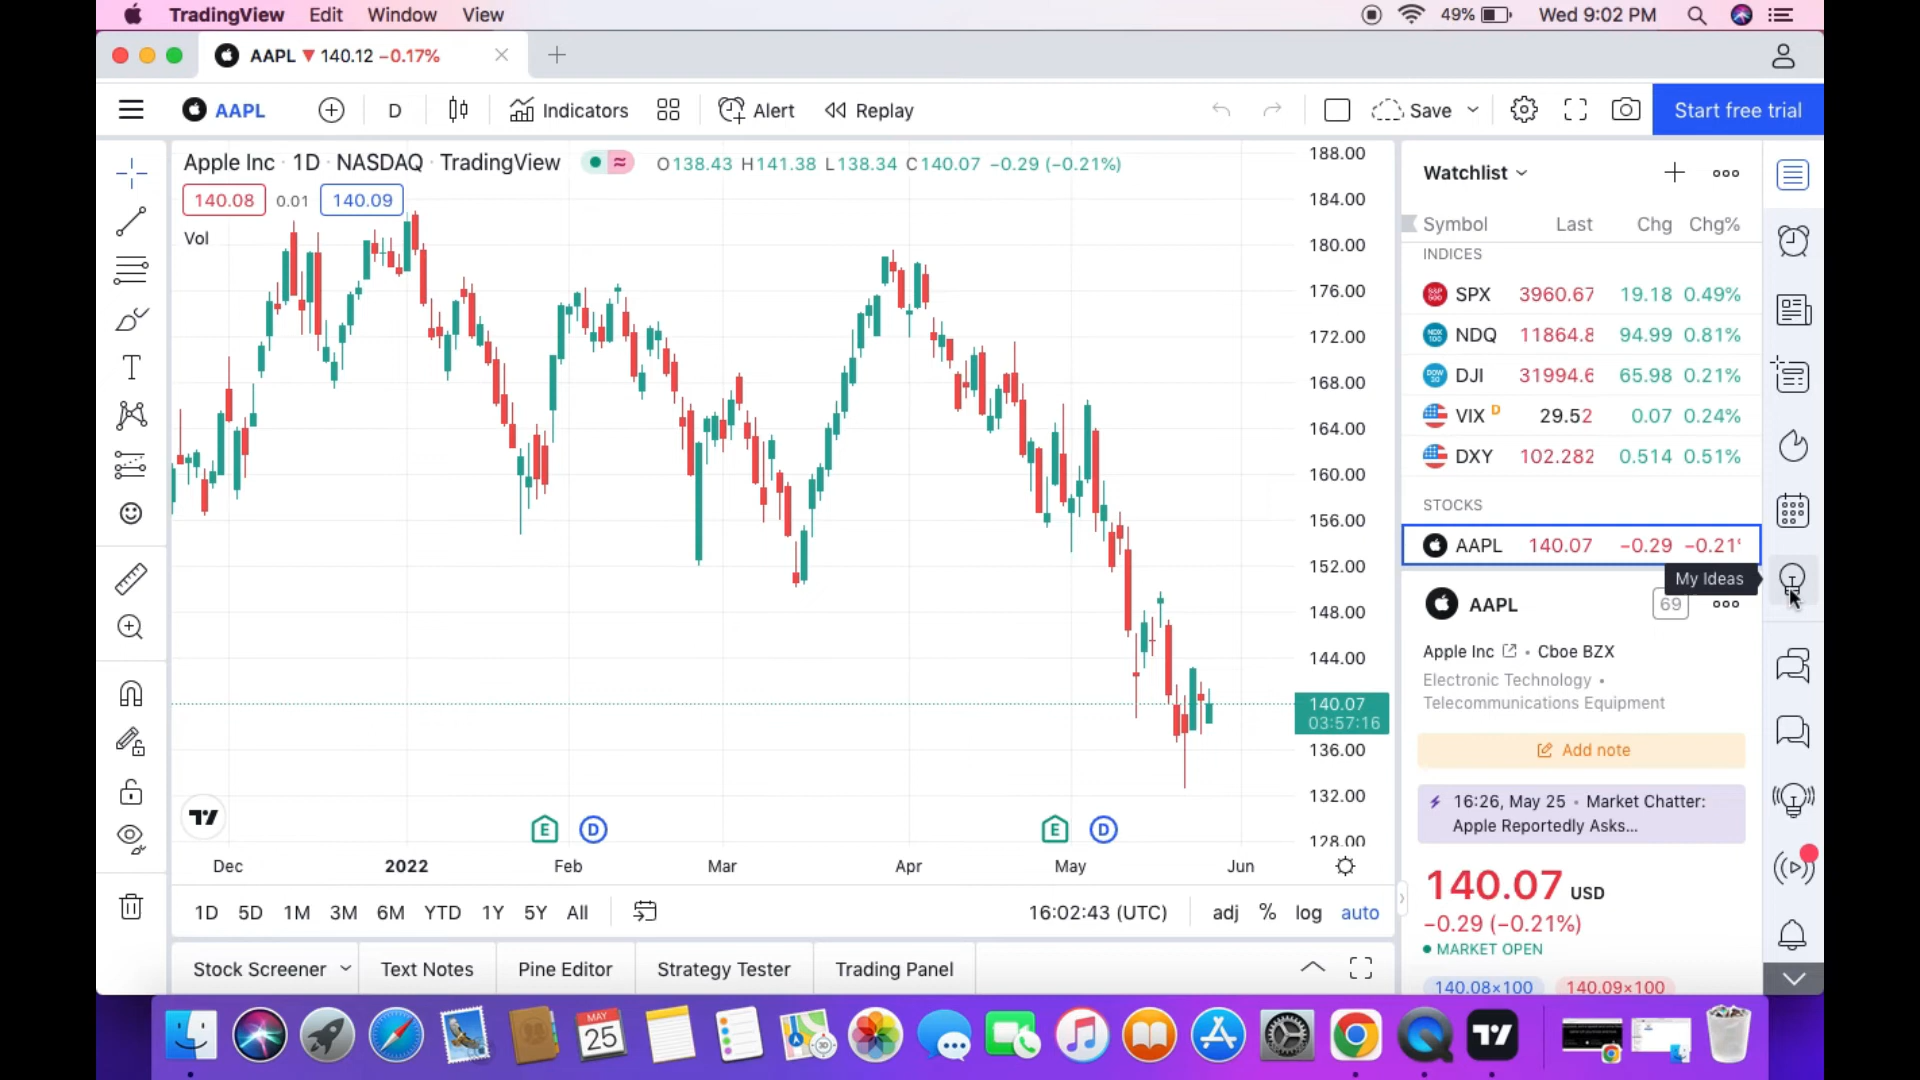 TradingView Edit Window View 49% Wed 9:02 PM
AAPL ▼ 140.12 −0.17%
AAPL D Indicators Alert Replay Save Start free trial
Apple Inc · 1D · NASDAQ · TradingView O138.43 H141.38 L138.34 C140.07 −0.29 (−0.21%)
140.08 0.01 140.09
Vol
188.00
184.00
180.00
176.00
172.00
168.00
164.00
160.00
156.00
152.00
148.00
144.00
140.07
03:57:16
136.00
132.00
128.00
E D E D
Dec 2022 Feb Mar Apr May Jun
1D 5D 1M 3M 6M YTD 1Y 5Y All 16:02:43 (UTC) adj % log auto
Stock Screener Text Notes Pine Editor Strategy Tester Trading Panel
Watchlist
Symbol Last Chg Chg%
INDICES
SPX 3960.67 19.18 0.49%
NDQ 11864.8 94.99 0.81%
DJI 31994.6 65.98 0.21%
VIX D 29.52 0.07 0.24%
DXY 102.282 0.514 0.51%
STOCKS
AAPL 140.07 −0.29 −0.21
My Ideas
AAPL 69
Apple Inc • Cboe BZX
Electronic Technology •
Telecommunications Equipment
Add note
16:26, May 25 • Market Chatter:
Apple Reportedly Asks...
140.07 USD
−0.29 (−0.21%)
MARKET OPEN
140.08×100 140.09×100
MAY
25